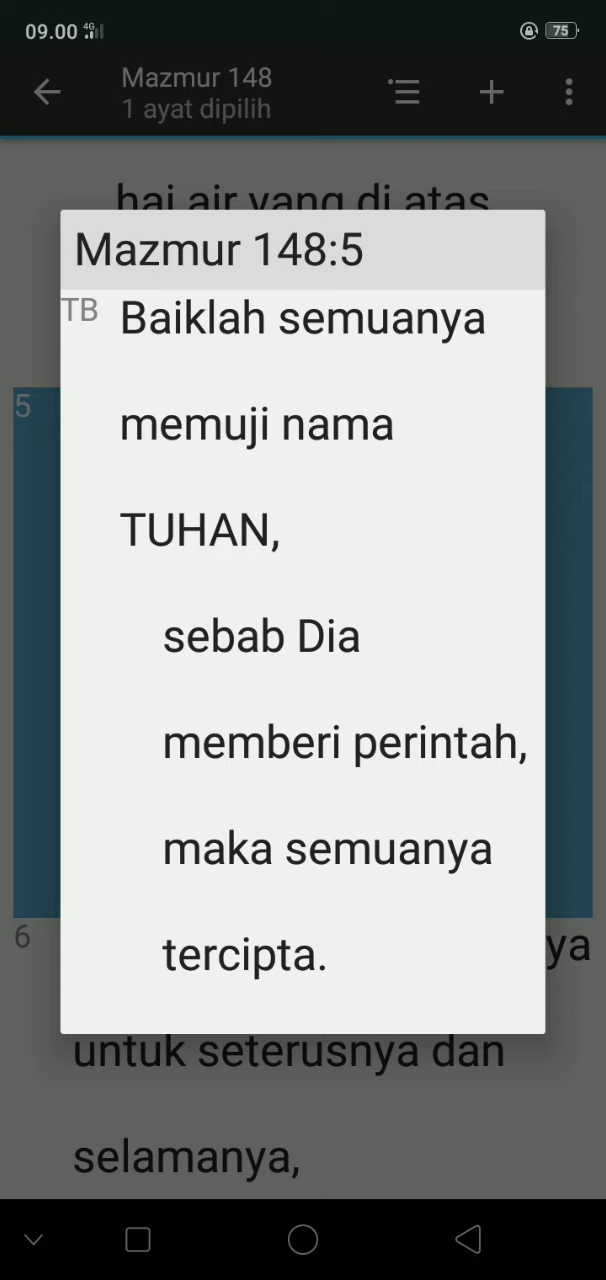 09.00 4G 75
Mazmur 148
1 ayat dipilih
hai air yang di atas
Mazmur 148:5
TB Baiklah semuanya
5
memuji nama
TUHAN,
sebab Dia
memberi perintah,
maka semuanya
tercipta.
6 ya
untuk seterusnya dan
selamanya,